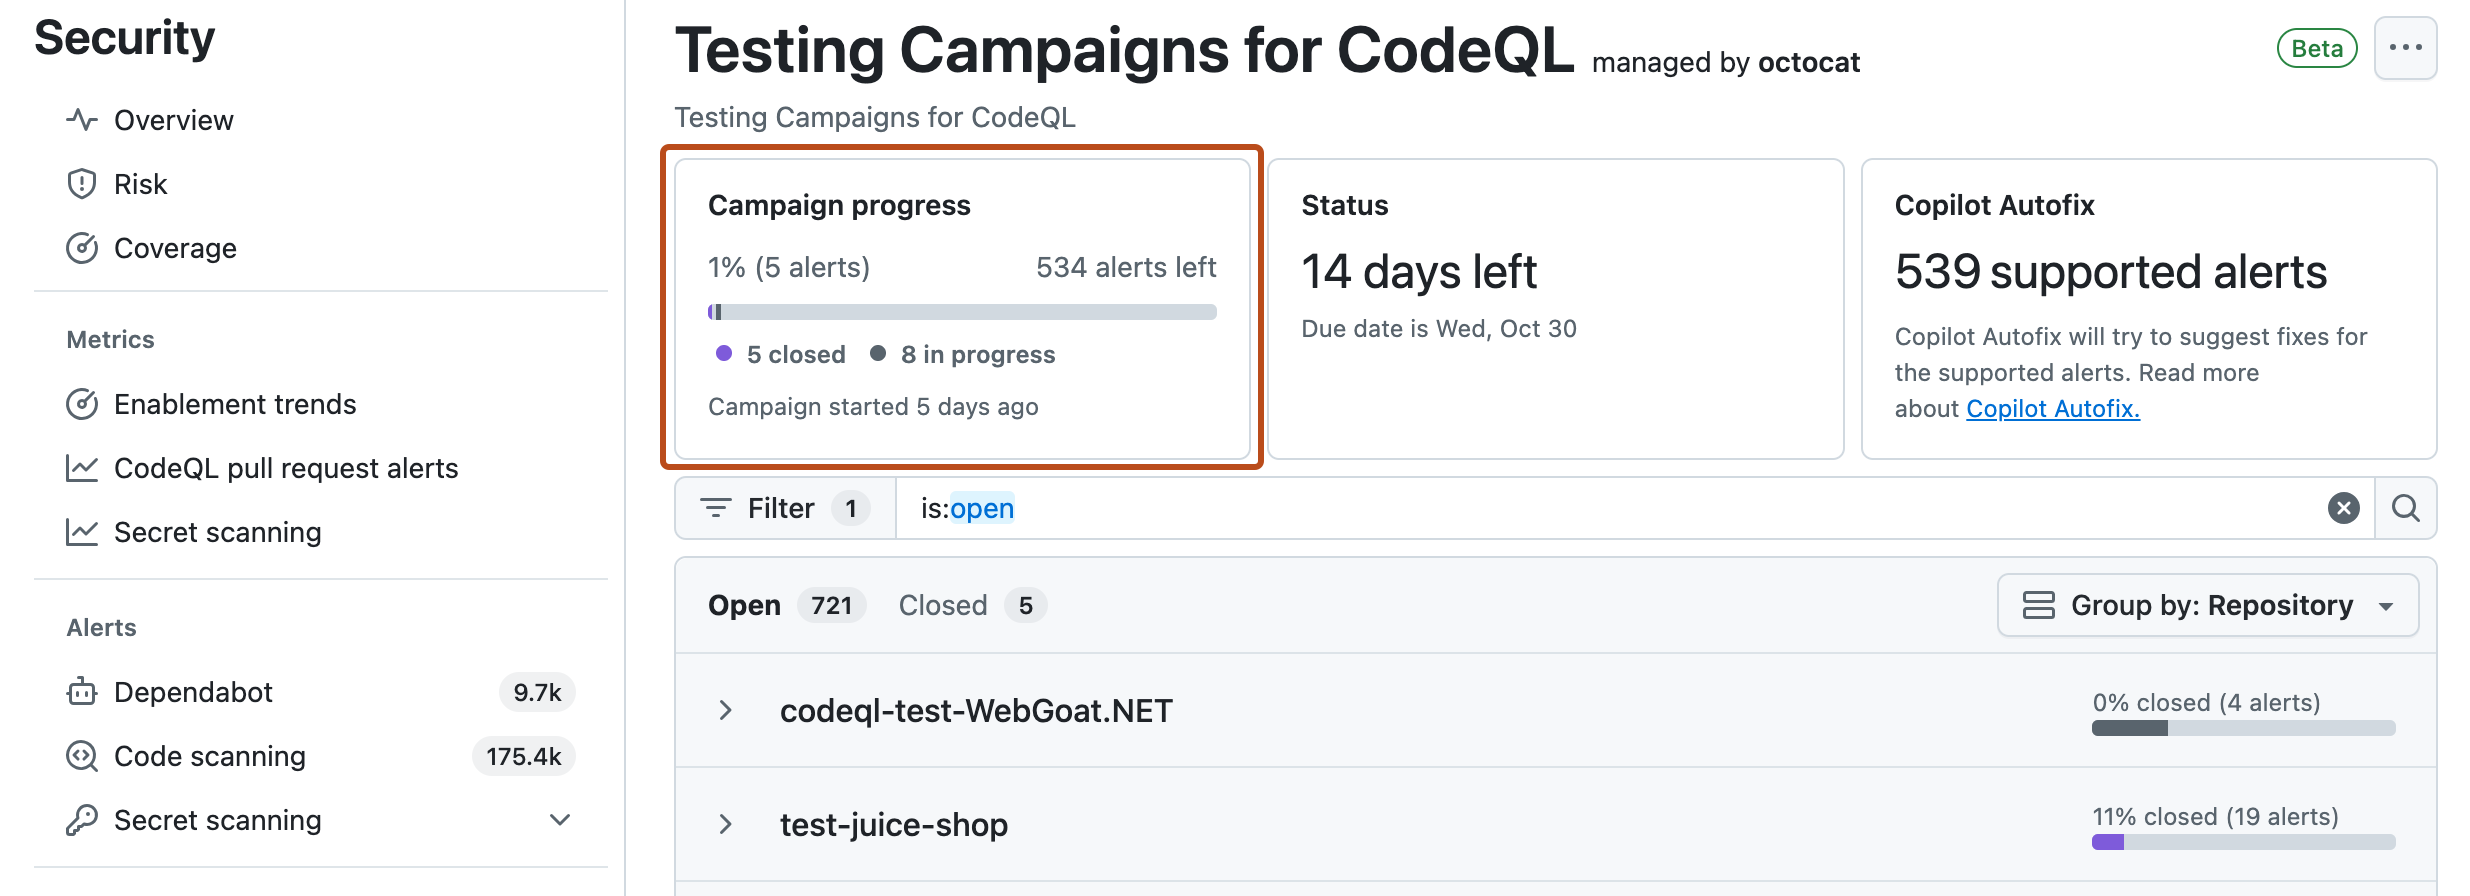 Security
Overview
Risk
Coverage
Metrics
Enablement trends
CodeQL pull request alerts
Secret scanning
Alerts
Dependabot 9.7k
Code scanning 175.4k
Secret scanning
Testing Campaigns for CodeQL managed by octocat
Beta
Testing Campaigns for CodeQL
Campaign progress
1% (5 alerts) 534 alerts left
5 closed 8 in progress
Campaign started 5 days ago
Status
14 days left
Due date is Wed, Oct 30
Copilot Autofix
539 supported alerts
Copilot Autofix will try to suggest fixes for
the supported alerts. Read more
about Copilot Autofix.
Filter 1 is:open
Open 721 Closed 5 Group by: Repository
codeql-test-WebGoat.NET 0% closed (4 alerts)
test-juice-shop 11% closed (19 alerts)